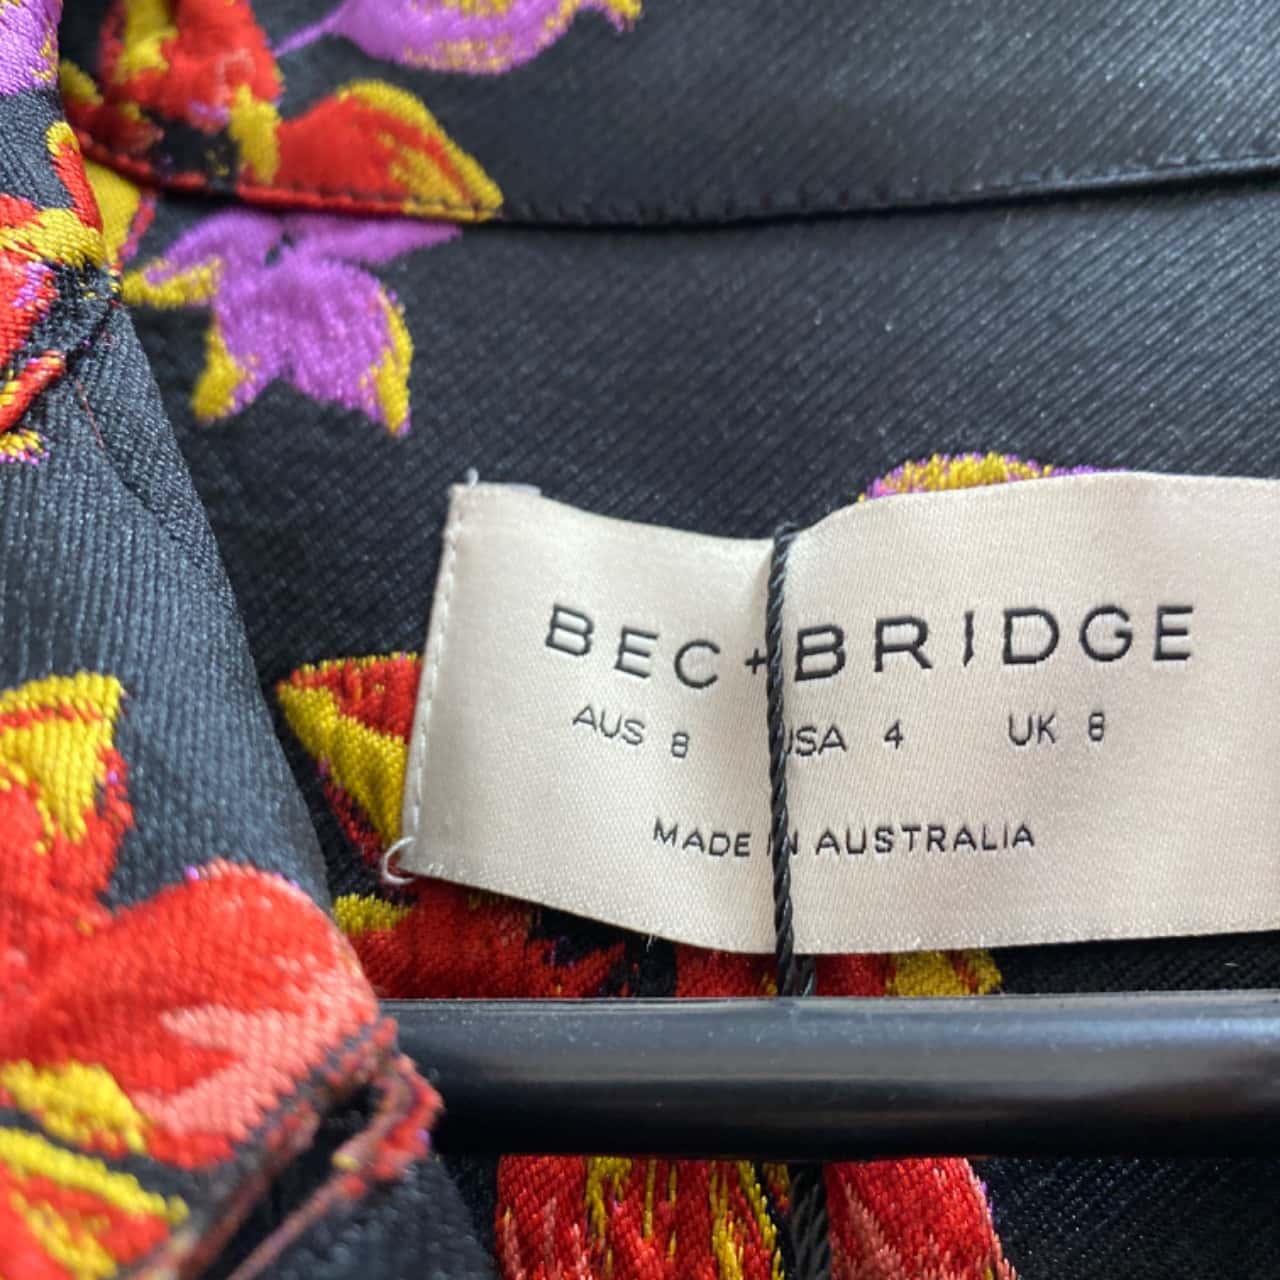 BEC+BRIDGE
AUS 8 USA 4 UK 8
MADE IN AUSTRALIA